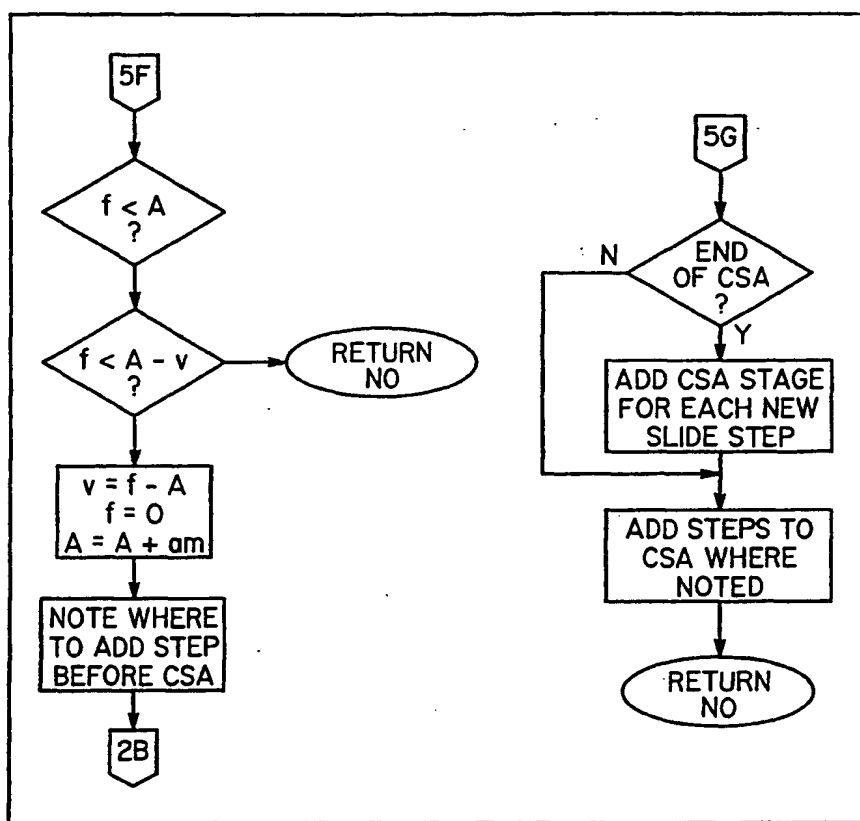 5F
f < A
?
f < A - v
?
RETURN
NO
v = f - A
f = 0
A = A + am
NOTE WHERE
TO ADD STEP
BEFORE CSA
2B
5G
N
END
OF CSA
?
Y
ADD CSA STAGE
FOR EACH NEW
SLIDE STEP
ADD STEPS TO
CSA WHERE
NOTED
RETURN
NO